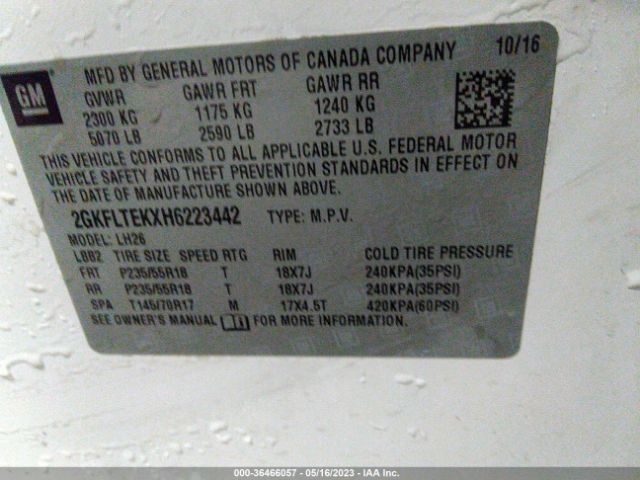 GM
MFD BY GENERAL MOTORS OF CANADA COMPANY 10/16
GVWR GAWR FRT GAWR RR
2300 KG 1175 KG 1240 KG
5070 LB 2590 LB 2733 LB
THIS VEHICLE CONFORMS TO ALL APPLICABLE U.S. FEDERAL MOTOR
VEHICLE SAFETY AND THEFT PREVENTION STANDARDS IN EFFECT ON
THE DATE OF MANUFACTURE SHOWN ABOVE.
2GKFLTEKXH6223442 TYPE: M.P.V.
MODEL: LH26
LBB2 TIRE SIZE SPEED RTG RIM COLD TIRE PRESSURE
FRT P235/55R18 T 18X7J 240KPA(35PSI)
RR P235/55R18 T 18X7J 240KPA(35PSI)
SPA T145/70R17 M 17X4.5T 420KPA(60PSI)
SEE OWNER'S MANUAL FOR MORE INFORMATION.
000-36466057 - 05/16/2023 - IAA Inc.